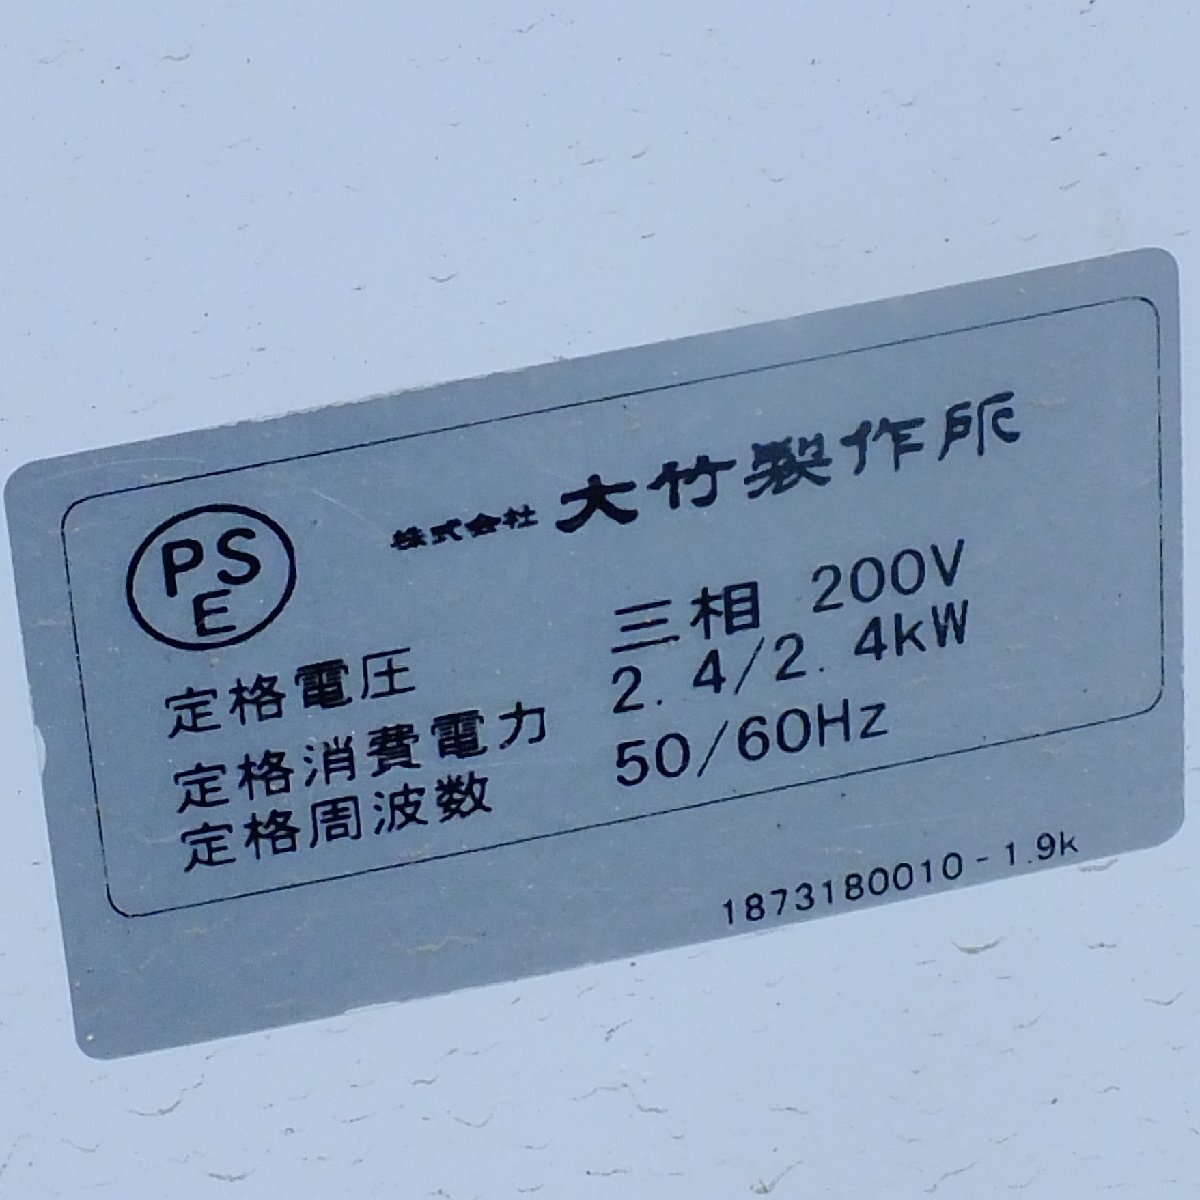 PS
E
株式会社 大竹製作所
定格電圧 三相 200V
定格消費電力 2.4/2.4kW
定格周波数 50/60Hz
1873180010-1.9k